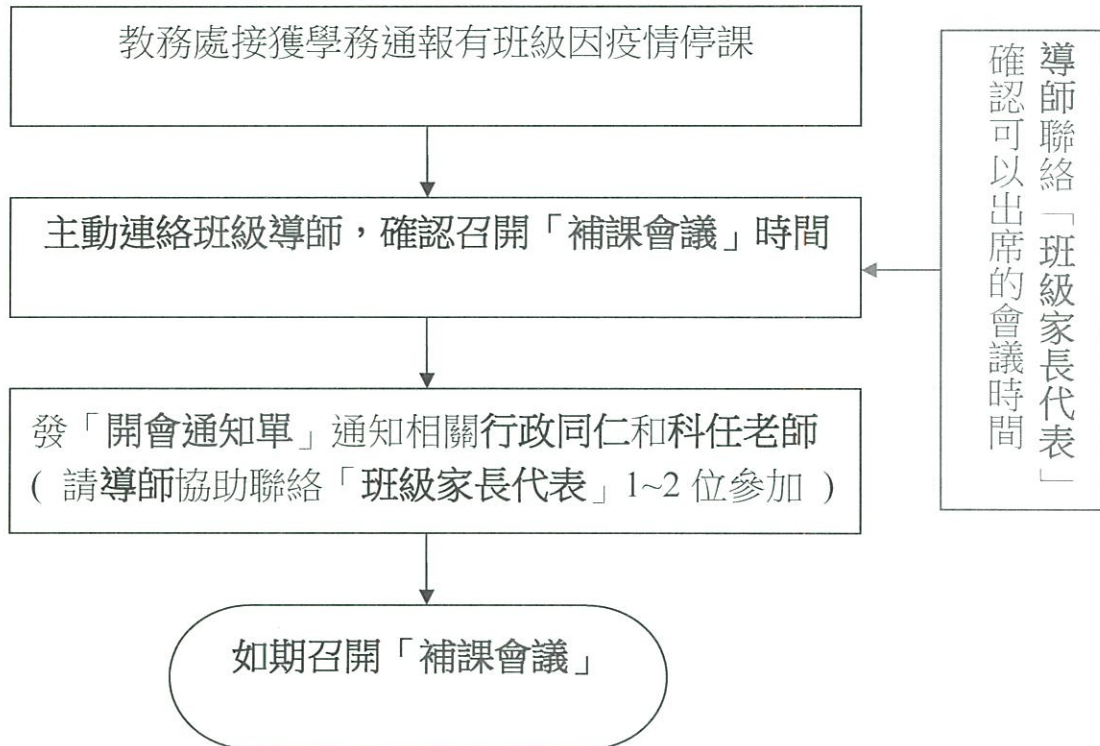 教務處接獲學務通報有班級因疫情停課
主動連絡班級導師，確認召開「補課會議」時間
導師聯絡「班級家長代表」
確認可以出席的會議時間
發「開會通知單」通知相關行政同仁和科任老師
( 請導師協助聯絡「班級家長代表」1~2 位參加 )
如期召開「補課會議」